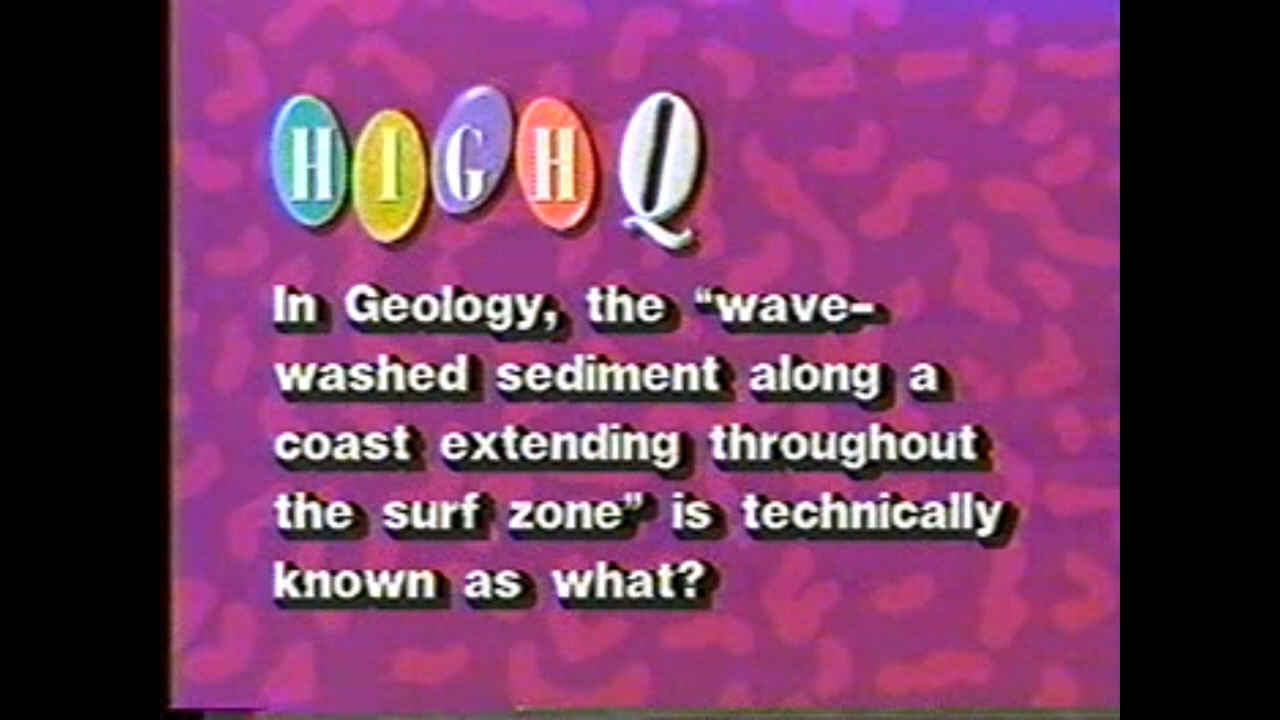 HIGH Q
In Geology, the “wave-
washed sediment along a
coast extending throughout
the surf zone” is technically
known as what?